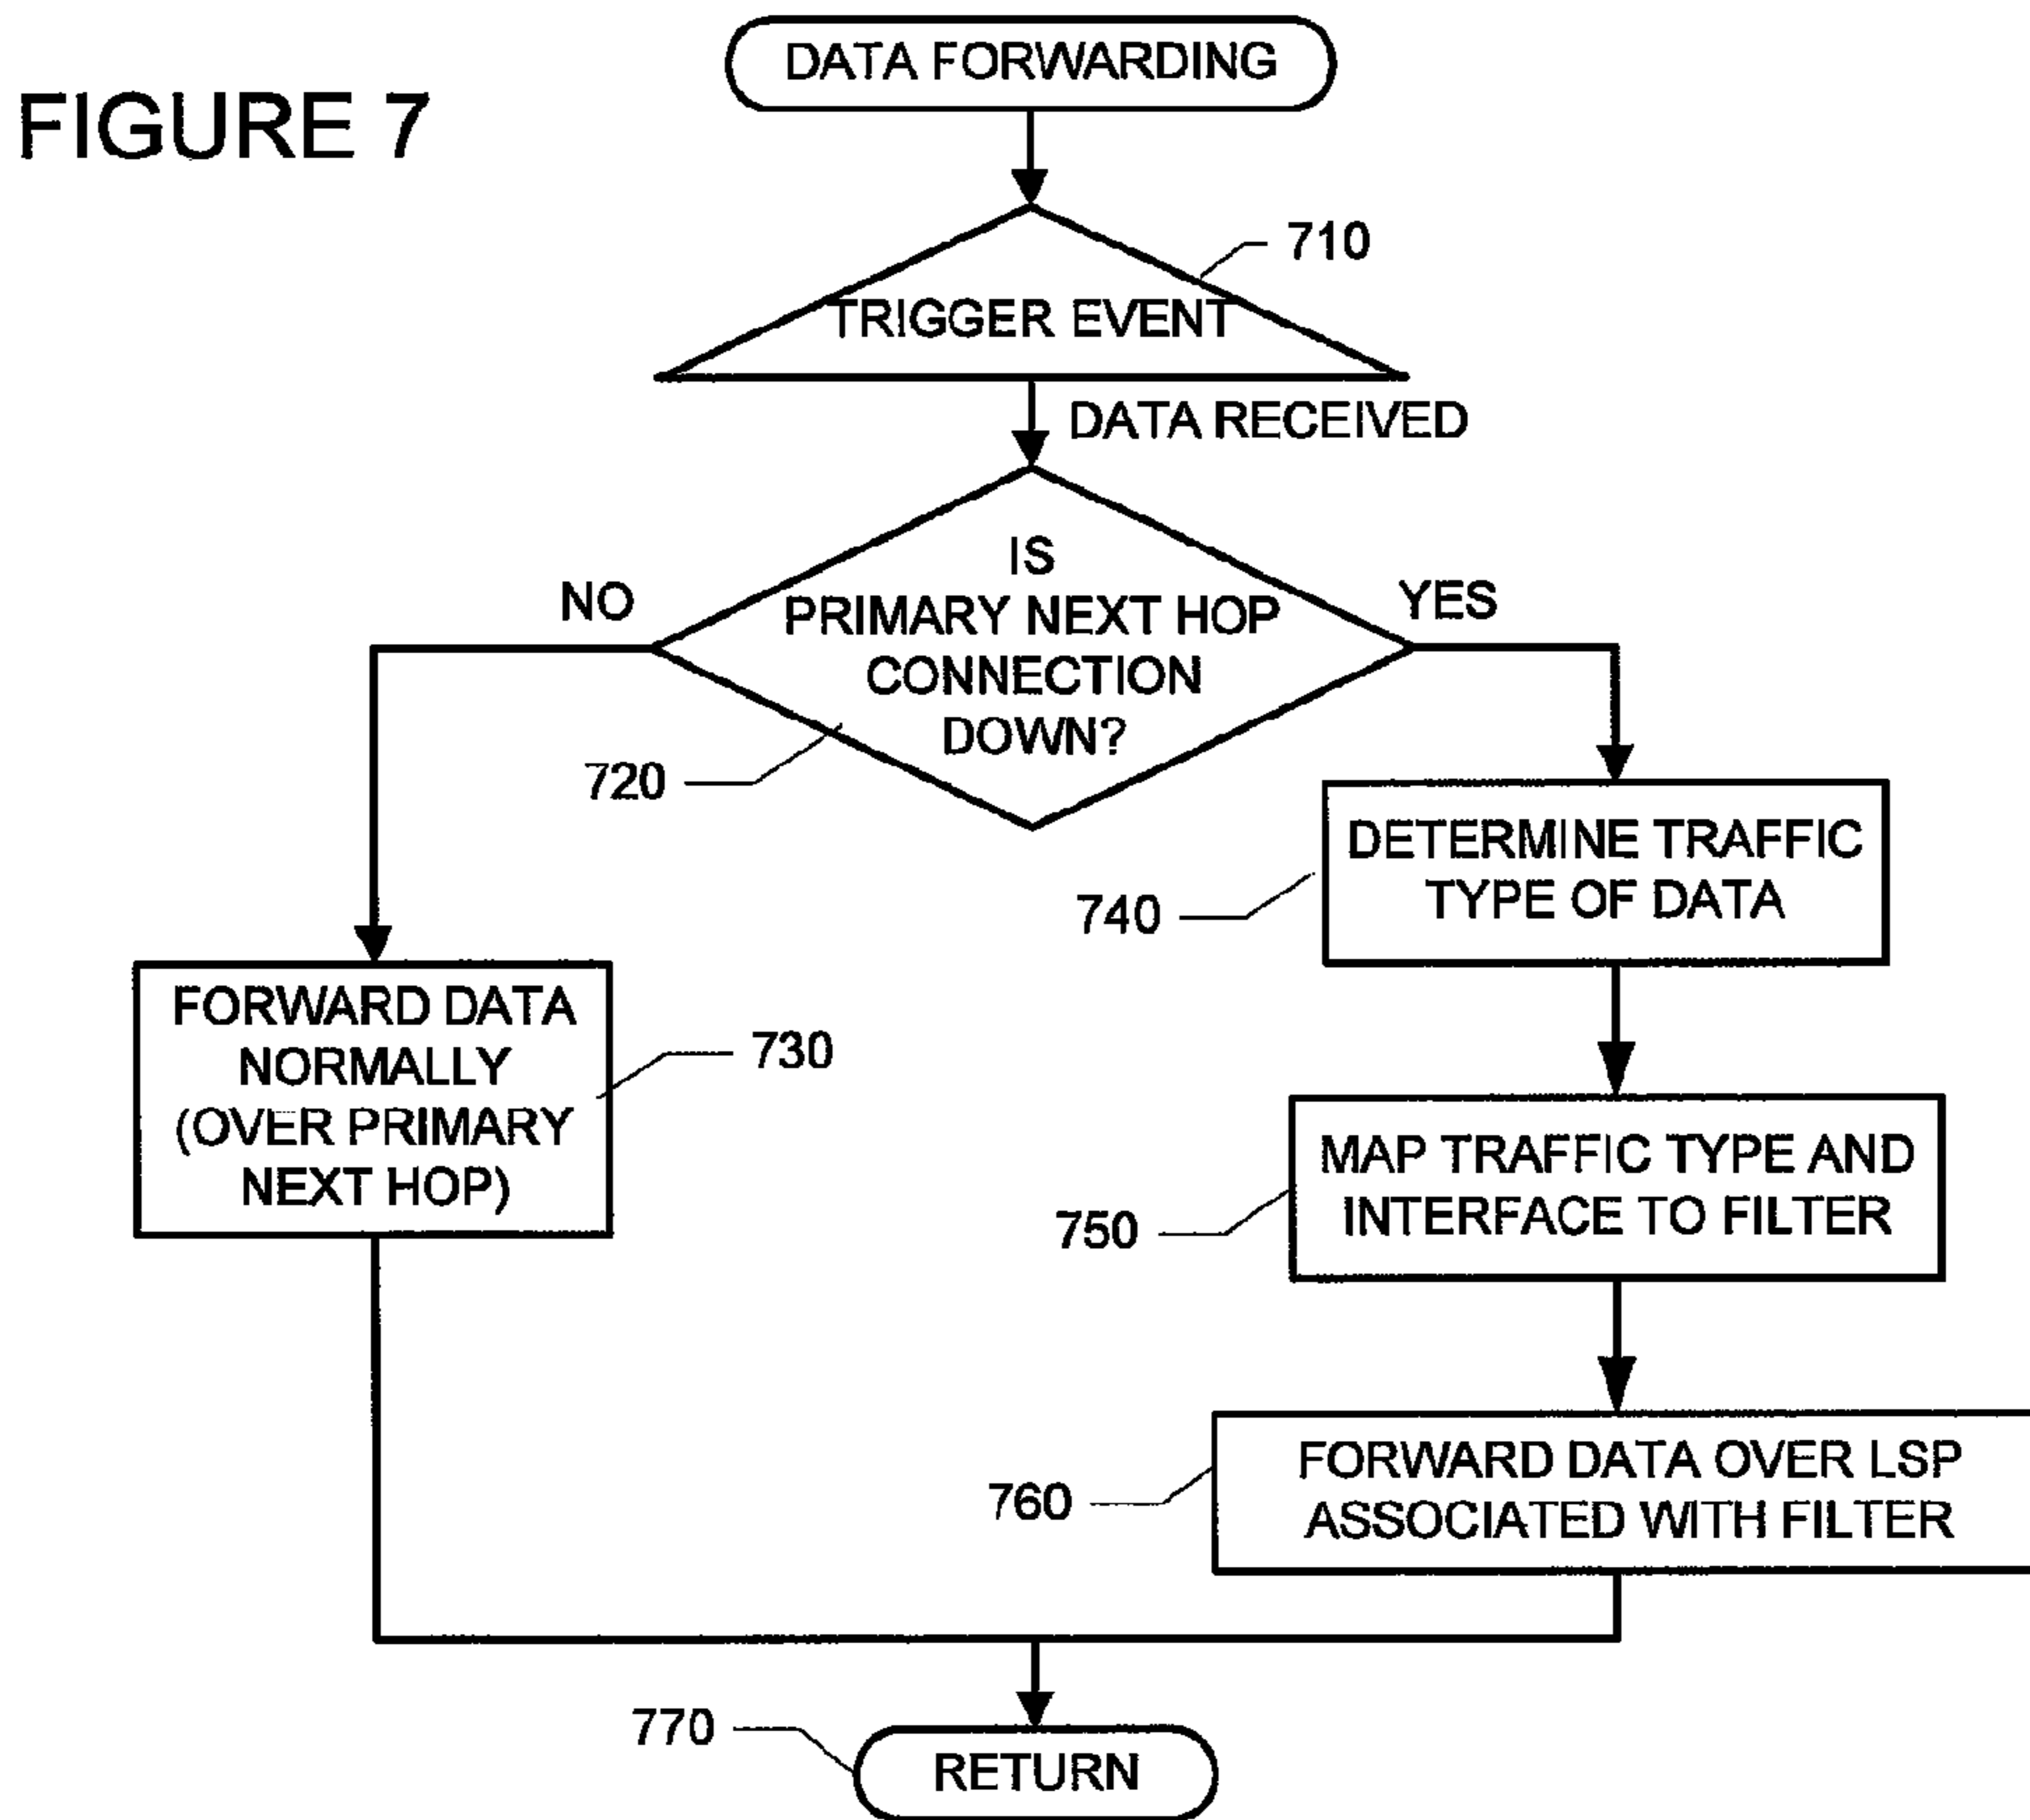 DATA FORWARDING
FIGURE 7
710
TRIGGER EVENT
DATA RECEIVED
IS
PRIMARY NEXT HOP
CONNECTION
DOWN?
NO
YES
720
DETERMINE TRAFFIC
TYPE OF DATA
740
FORWARD DATA
NORMALLY
(OVER PRIMARY
NEXT HOP)
730
MAP TRAFFIC TYPE AND
INTERFACE TO FILTER
750
FORWARD DATA OVER LSP
ASSOCIATED WITH FILTER
760
770
RETURN